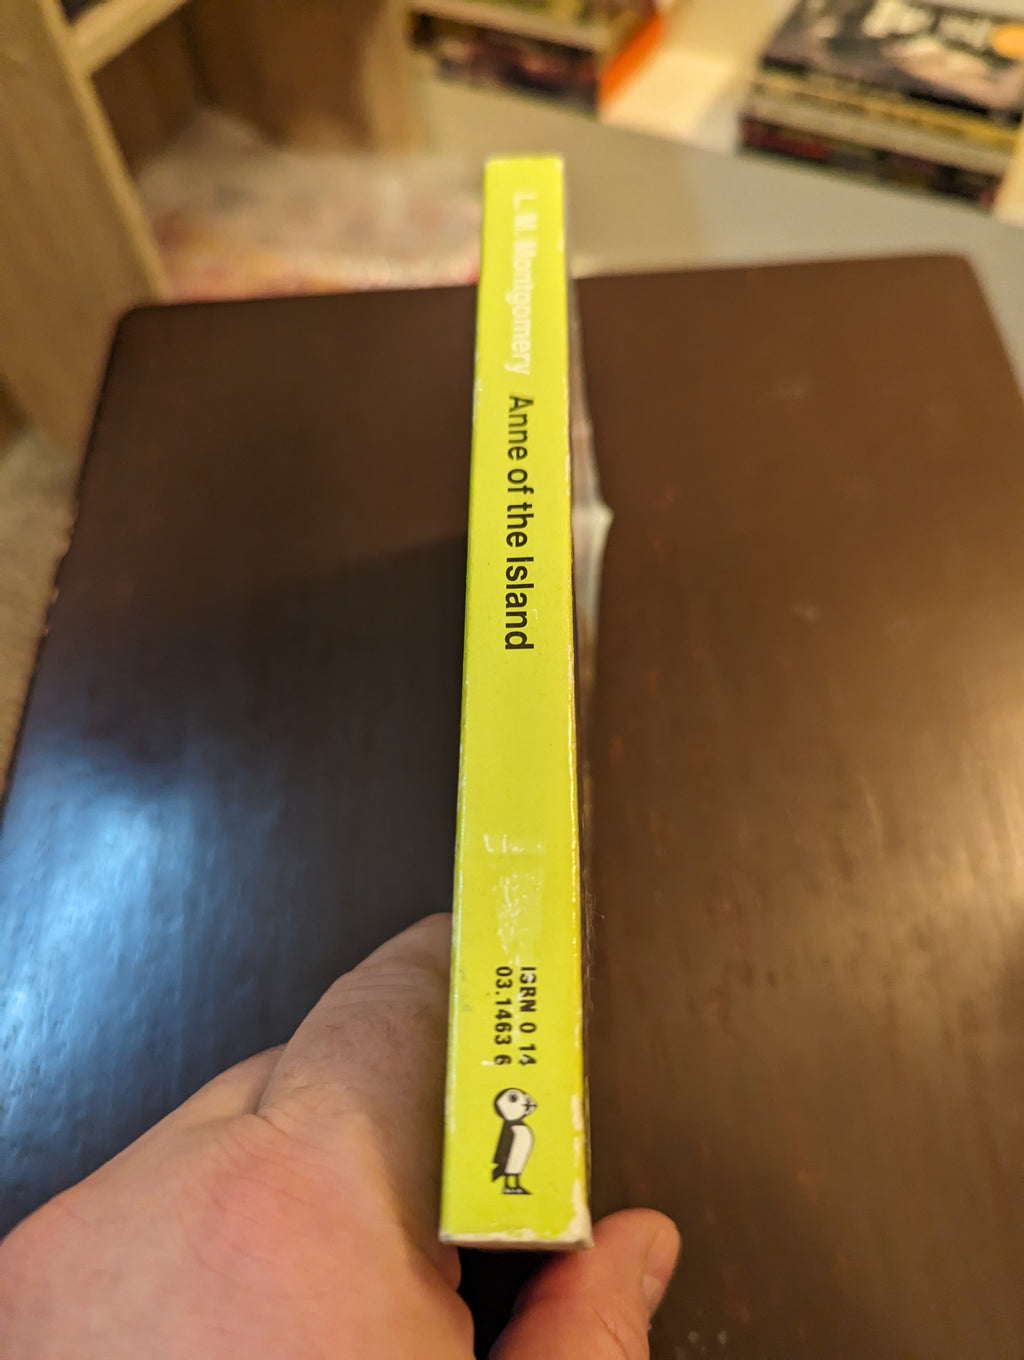 L. M. Montgomery Anne of the Island
ISBN 0 14
03.1463 6